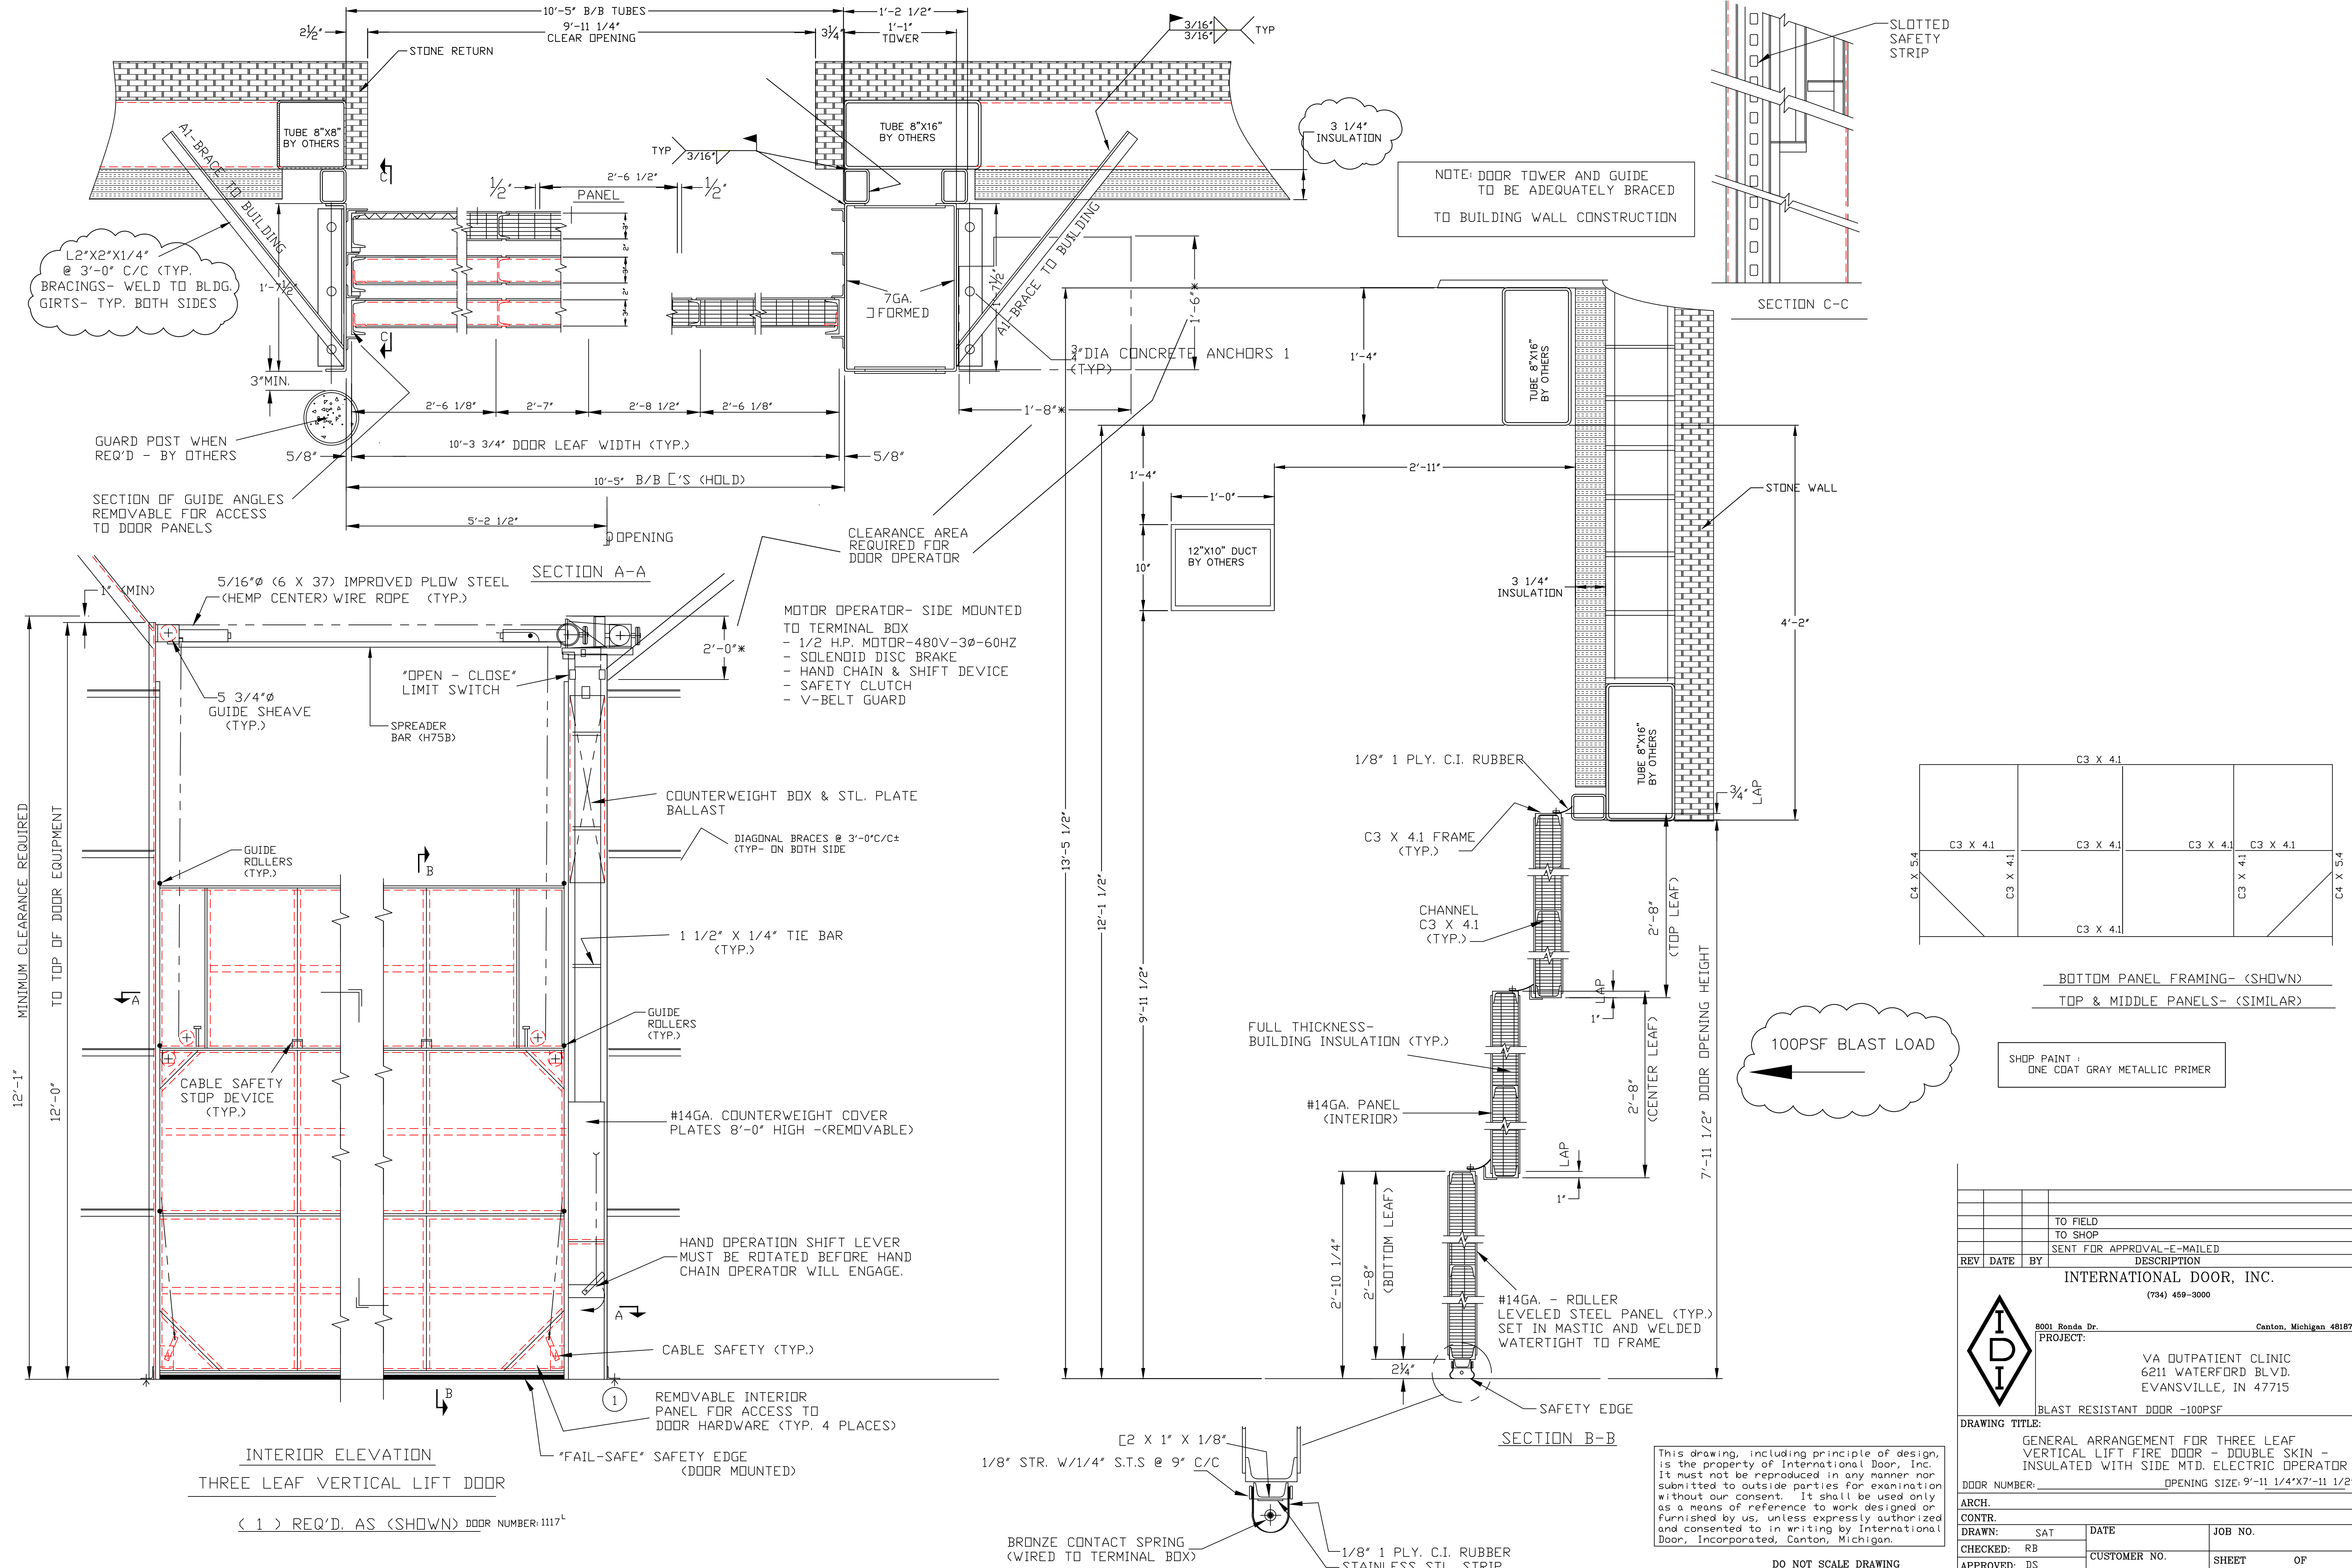 10'-5" B/B TUBES
9'-11 1/4"
CLEAR OPENING
2½"
3¼"
1'-2 1/2"
1'-1"
TOWER
3/16"
3/16"
TYP
STONE RETURN
TUBE 8"X8"
BY OTHERS
TUBE 8"X16"
BY OTHERS
3 1/4"
INSULATION
A1-BRACE TO BUILDING
TYP
3/16"
C
½"
2'-6 1/2"
½"
PANEL
3"
2"
3"
2"
3"
L2"X2"X1/4"
@ 3'-0" C/C (TYP.
BRACINGS- WELD TO BLDG.
GIRTS- TYP. BOTH SIDES
1'-7½"
7GA.
FORMED
1'-7½"
A1-BRACE TO BUILDING
1'-6"*
C
3"MIN.
"DIA CONCRETE ANCHORS 1
(TYP)
1'-8"*
2'-6 1/8"
2'-7"
2'-8 1/2"
2'-6 1/8"
GUARD POST WHEN
REQ'D - BY OTHERS
5/8"
10'-3 3/4" DOOR LEAF WIDTH (TYP.)
5/8"
10'-5" B/B ['S (HOLD)
SECTION OF GUIDE ANGLES
REMOVABLE FOR ACCESS
TO DOOR PANELS
5'-2 1/2"
OPENING
SECTION A-A
CLEARANCE AREA
REQUIRED FOR
DOOR OPERATOR
NOTE: DOOR TOWER AND GUIDE
TO BE ADEQUATELY BRACED
TO BUILDING WALL CONSTRUCTION
SLOTTED
SAFETY
STRIP
SECTION C-C
1" (MIN)
5/16"Ø (6 X 37) IMPROVED PLOW STEEL
(HEMP CENTER) WIRE ROPE (TYP.)
2'-0"*
MOTOR OPERATOR- SIDE MOUNTED
TO TERMINAL BOX
- 1/2 H.P. MOTOR-480V-3Ø-60HZ
- SOLENOID DISC BRAKE
- HAND CHAIN & SHIFT DEVICE
- SAFETY CLUTCH
- V-BELT GUARD
"OPEN - CLOSE"
LIMIT SWITCH
5 3/4"Ø
GUIDE SHEAVE
(TYP.)
SPREADER
BAR (H75B)
COUNTERWEIGHT BOX & STL. PLATE
BALLAST
DIAGONAL BRACES @ 3'-0"C/C±
(TYP- ON BOTH SIDE
GUIDE
ROLLERS
(TYP.)
B
12'-1" MINIMUM CLEARANCE REQUIRED
12'-0" TO TOP OF DOOR EQUIPMENT
1 1/2" X 1/4" TIE BAR
(TYP.)
A
GUIDE
ROLLERS
(TYP.)
CABLE SAFETY
STOP DEVICE
(TYP.)
#14GA. COUNTERWEIGHT COVER
PLATES 8'-0" HIGH -(REMOVABLE)
HAND OPERATION SHIFT LEVER
MUST BE ROTATED BEFORE HAND
CHAIN OPERATOR WILL ENGAGE.
A
CABLE SAFETY (TYP.)
B
1
REMOVABLE INTERIOR
PANEL FOR ACCESS TO
DOOR HARDWARE (TYP. 4 PLACES)
"FAIL-SAFE" SAFETY EDGE
(DOOR MOUNTED)
INTERIOR ELEVATION
THREE LEAF VERTICAL LIFT DOOR
( 1 ) REQ'D. AS (SHOWN) DOOR NUMBER: 1117L
1'-4"
TUBE 8"X16"
BY OTHERS
1'-4"
2'-11"
1'-0"
12"X10" DUCT
BY OTHERS
10"
STONE WALL
3 1/4"
INSULATION
4'-2"
TUBE 8"X16"
BY OTHERS
1/8" 1 PLY. C.I. RUBBER
¾" LAP
13'-5 1/2"
12'-1 1/2"
9'-11 1/2"
C3 X 4.1 FRAME
(TYP.)
CHANNEL
C3 X 4.1
(TYP.)
2'-8"
(TOP LEAF)
LAP
1"
FULL THICKNESS-
BUILDING INSULATION (TYP.)
#14GA. PANEL
(INTERIOR)
2'-8"
(CENTER LEAF)
7'-11 1/2" DOOR OPENING HEIGHT
LAP
1"
2'-10 1/4"
2'-8"
(BOTTOM LEAF)
#14GA. - ROLLER
LEVELED STEEL PANEL (TYP.)
SET IN MASTIC AND WELDED
WATERTIGHT TO FRAME
2¼"
SAFETY EDGE
SECTION B-B
[2 X 1" X 1/8"
1/8" STR. W/1/4" S.T.S @ 9" C/C
BRONZE CONTACT SPRING
(WIRED TO TERMINAL BOX)
1/8" 1 PLY. C.I. RUBBER
STAINLESS STL. STRIP
C3 X 4.1
C3 X 4.1
C3 X 4.1
C3 X 4.1
C3 X 4.1
C4 X 5.4
C3 X 4.1
C3 X 4.1
C4 X 5.4
C3 X 4.1
BOTTOM PANEL FRAMING- (SHOWN)
TOP & MIDDLE PANELS- (SIMILAR)
100PSF BLAST LOAD
SHOP PAINT :
ONE COAT GRAY METALLIC PRIMER
This drawing, including principle of design,
is the property of International Door, Inc.
It must not be reproduced in any manner nor
submitted to outside parties for examination
without our consent. It shall be used only
as a means of reference to work designed or
furnished by us, unless expressly authorized
and consented to in writing by International
Door, Incorporated, Canton, Michigan.
DO NOT SCALE DRAWING
TO FIELD
TO SHOP
SENT FOR APPROVAL-E-MAILED
REV DATE BY DESCRIPTION
INTERNATIONAL DOOR, INC.
(734) 459-3000
IDI
8001 Ronda Dr. Canton, Michigan 48187
PROJECT:
VA OUTPATIENT CLINIC
6211 WATERFORD BLVD.
EVANSVILLE, IN 47715
BLAST RESISTANT DOOR -100PSF
DRAWING TITLE:
GENERAL ARRANGEMENT FOR THREE LEAF
VERTICAL LIFT FIRE DOOR - DOUBLE SKIN -
INSULATED WITH SIDE MTD. ELECTRIC OPERATOR
DOOR NUMBER: OPENING SIZE: 9'-11 1/4"X7'-11 1/2"
ARCH.
CONTR.
DRAWN: SAT DATE JOB NO.
CHECKED: RB
CUSTOMER NO. SHEET OF
APPROVED: DS